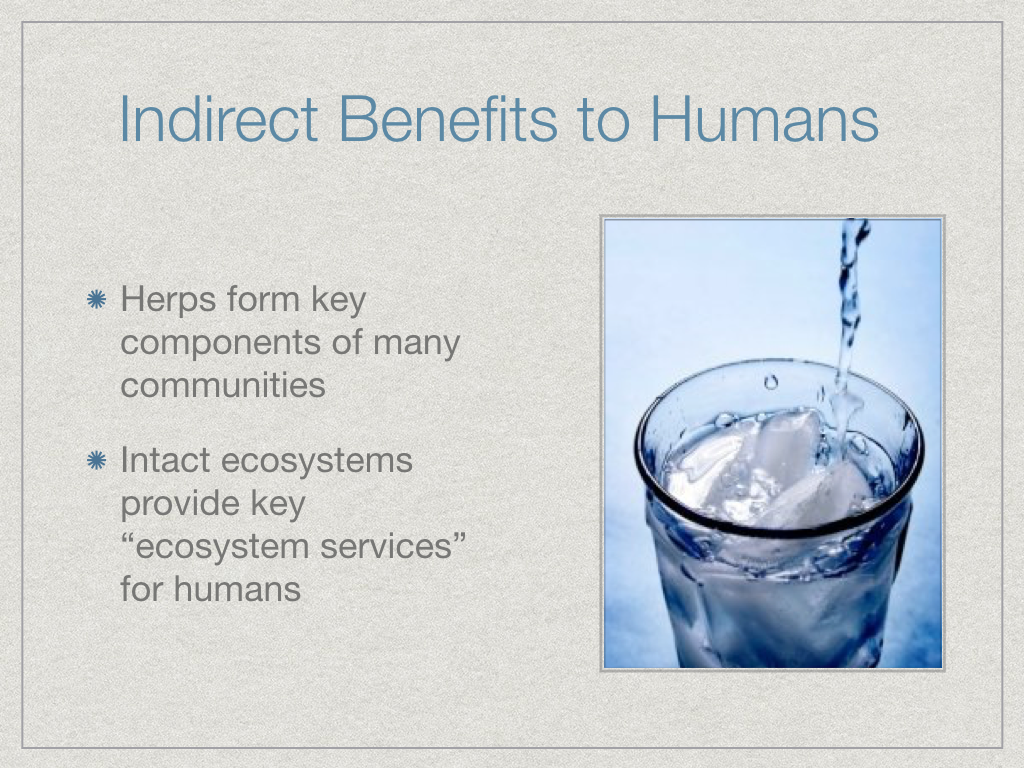 Indirect Benefits to Humans
Herps form key
components of many
communities
Intact ecosystems
provide key
“ecosystem services”
for humans